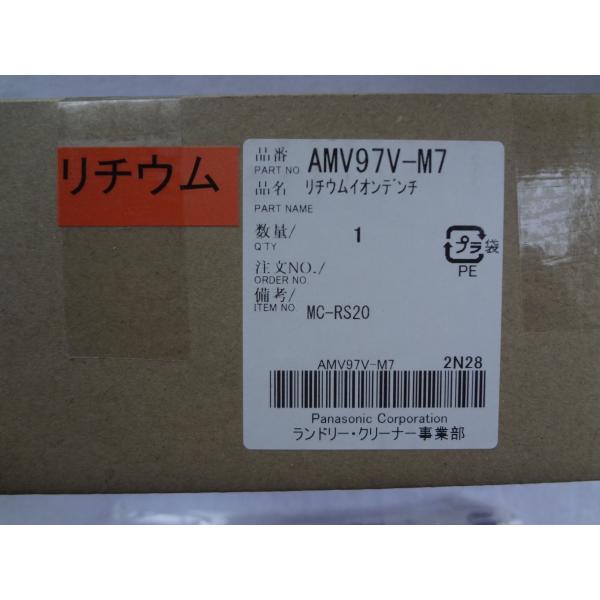 リチウム
品番 AMV97V-M7
PART NO
品名 リチウムイオンデンチ
PART NAME
数量/ 1
Q'TY
プラ 袋
PE
注文NO./
ORDER NO.
備考/
ITEM NO. MC-RS20
AMV97V-M7 2N28
Panasonic Corporation
ランドリー・クリーナー事業部